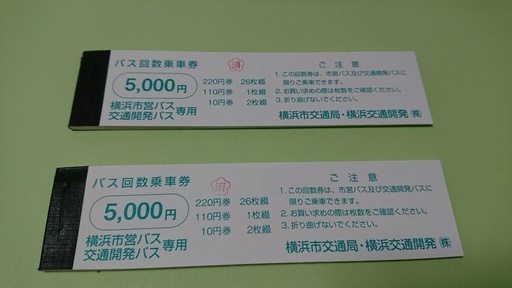 バス回数乗車券
5,000円
横浜市営バス
交通開発バス 専用
220円券 26枚綴
110円券 1枚綴
10円券 2枚綴
ご注意
1. この回数券は、市営バス及び交通開発バスに
限りご乗車できます。
2. お買い求めの際は枚数をご確認ください。
3. 折り曲げないでください。
横浜市交通局・横浜交通開発㈱
バス回数乗車券
5,000円
横浜市営バス
交通開発バス 専用
220円券 26枚綴
110円券 1枚綴
10円券 2枚綴
ご注意
1. この回数券は、市営バス及び交通開発バスに
限りご乗車できます。
2. お買い求めの際は枚数をご確認ください。
3. 折り曲げないでください。
横浜市交通局・横浜交通開発㈱